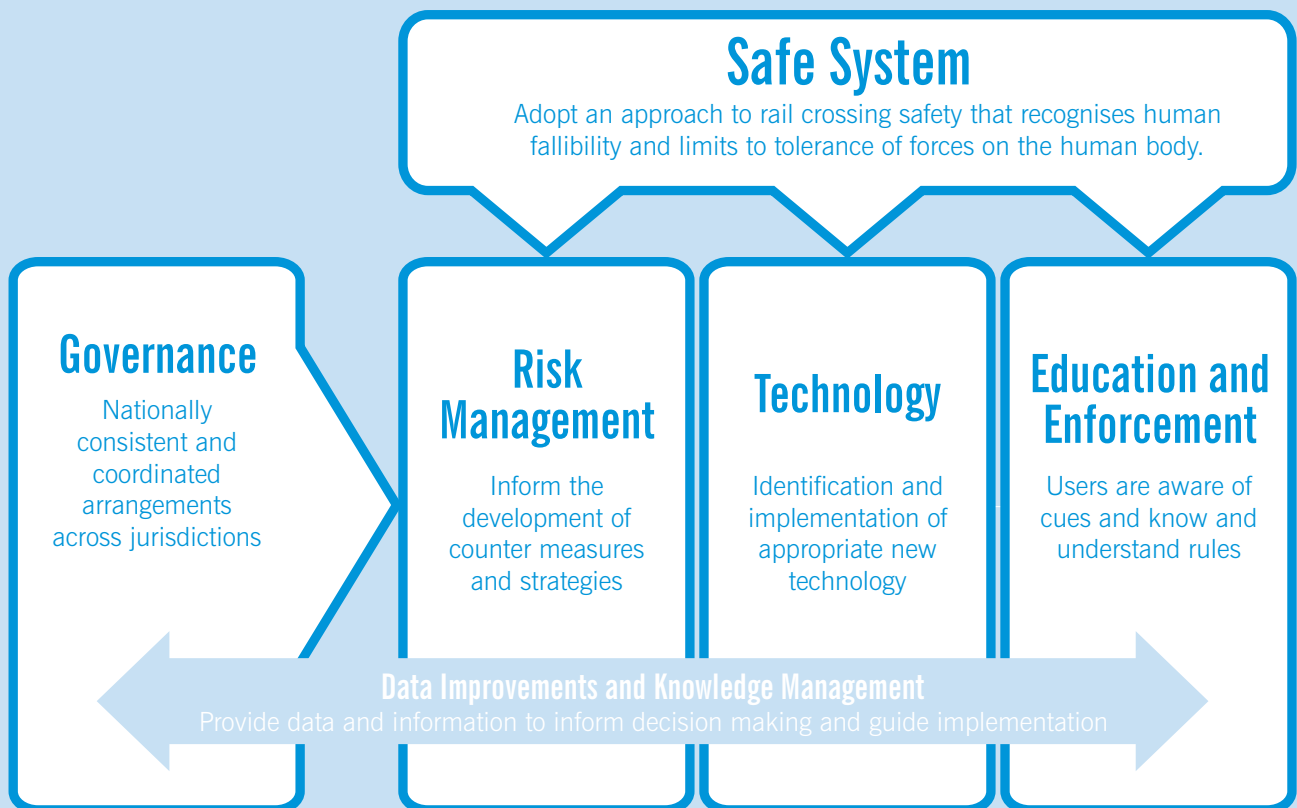 Safe System
Adopt an approach to rail crossing safety that recognises human
fallibility and limits to tolerance of forces on the human body.
Governance
Nationally
consistent and
coordinated
arrangements
across jurisdictions
Risk
Management
Inform the
development of
counter measures
and strategies
Technology
Identification and
implementation of
appropriate new
technology
Education and
Enforcement
Users are aware of
cues and know and
understand rules
Data Improvements and Knowledge Management
Provide data and information to inform decision making and guide implementation